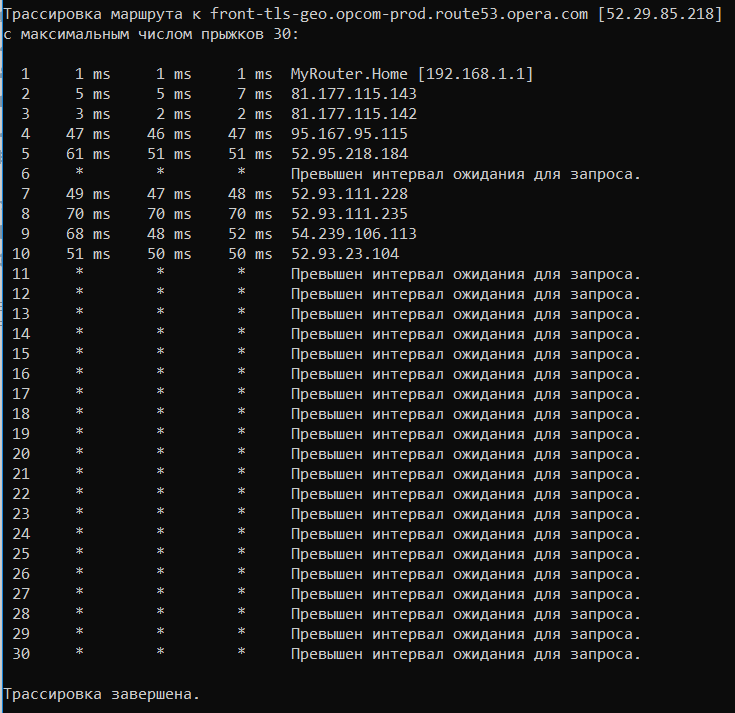 Трассировка маршрута к front-tls-geo.opcom-prod.route53.opera.com [52.29.85.218]
с максимальным числом прыжков 30:
1 1 ms 1 ms 1 ms MyRouter.Home [192.168.1.1]
2 5 ms 5 ms 7 ms 81.177.115.143
3 3 ms 2 ms 2 ms 81.177.115.142
4 47 ms 46 ms 47 ms 95.167.95.115
5 61 ms 51 ms 51 ms 52.95.218.184
6 * * * Превышен интервал ожидания для запроса.
7 49 ms 47 ms 48 ms 52.93.111.228
8 70 ms 70 ms 70 ms 52.93.111.235
9 68 ms 48 ms 52 ms 54.239.106.113
10 51 ms 50 ms 50 ms 52.93.23.104
11 * * * Превышен интервал ожидания для запроса.
12 * * * Превышен интервал ожидания для запроса.
13 * * * Превышен интервал ожидания для запроса.
14 * * * Превышен интервал ожидания для запроса.
15 * * * Превышен интервал ожидания для запроса.
16 * * * Превышен интервал ожидания для запроса.
17 * * * Превышен интервал ожидания для запроса.
18 * * * Превышен интервал ожидания для запроса.
19 * * * Превышен интервал ожидания для запроса.
20 * * * Превышен интервал ожидания для запроса.
21 * * * Превышен интервал ожидания для запроса.
22 * * * Превышен интервал ожидания для запроса.
23 * * * Превышен интервал ожидания для запроса.
24 * * * Превышен интервал ожидания для запроса.
25 * * * Превышен интервал ожидания для запроса.
26 * * * Превышен интервал ожидания для запроса.
27 * * * Превышен интервал ожидания для запроса.
28 * * * Превышен интервал ожидания для запроса.
29 * * * Превышен интервал ожидания для запроса.
30 * * * Превышен интервал ожидания для запроса.
Трассировка завершена.